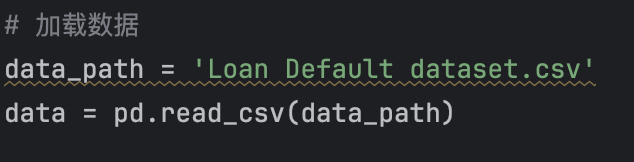 # 加载数据
data_path = 'Loan Default dataset.csv'
data = pd.read_csv(data_path)